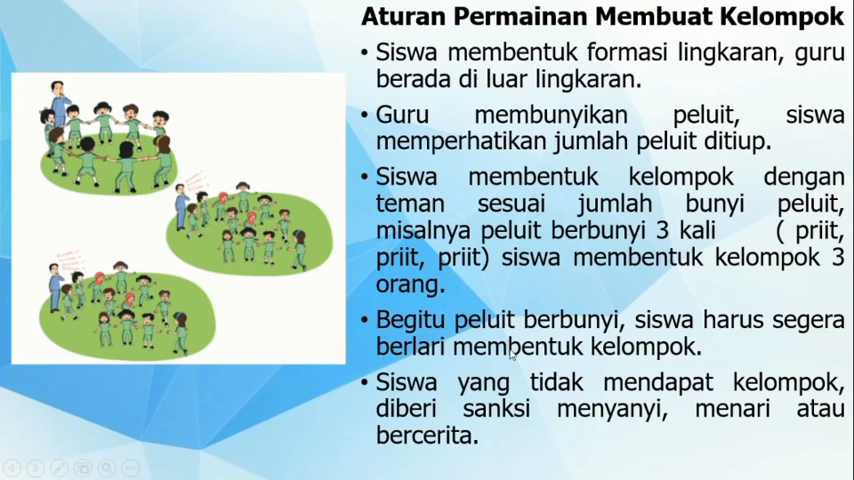 Aturan Permainan Membuat Kelompok
• Siswa membentuk formasi lingkaran, guru
berada di luar lingkaran.
• Guru membunyikan peluit, siswa
memperhatikan jumlah peluit ditiup.
• Siswa membentuk kelompok dengan
teman sesuai jumlah bunyi peluit,
misalnya peluit berbunyi 3 kali ( priit,
priit, priit) siswa membentuk kelompok 3
orang.
• Begitu peluit berbunyi, siswa harus segera
berlari membentuk kelompok.
• Siswa yang tidak mendapat kelompok,
diberi sanksi menyanyi, menari atau
bercerita.